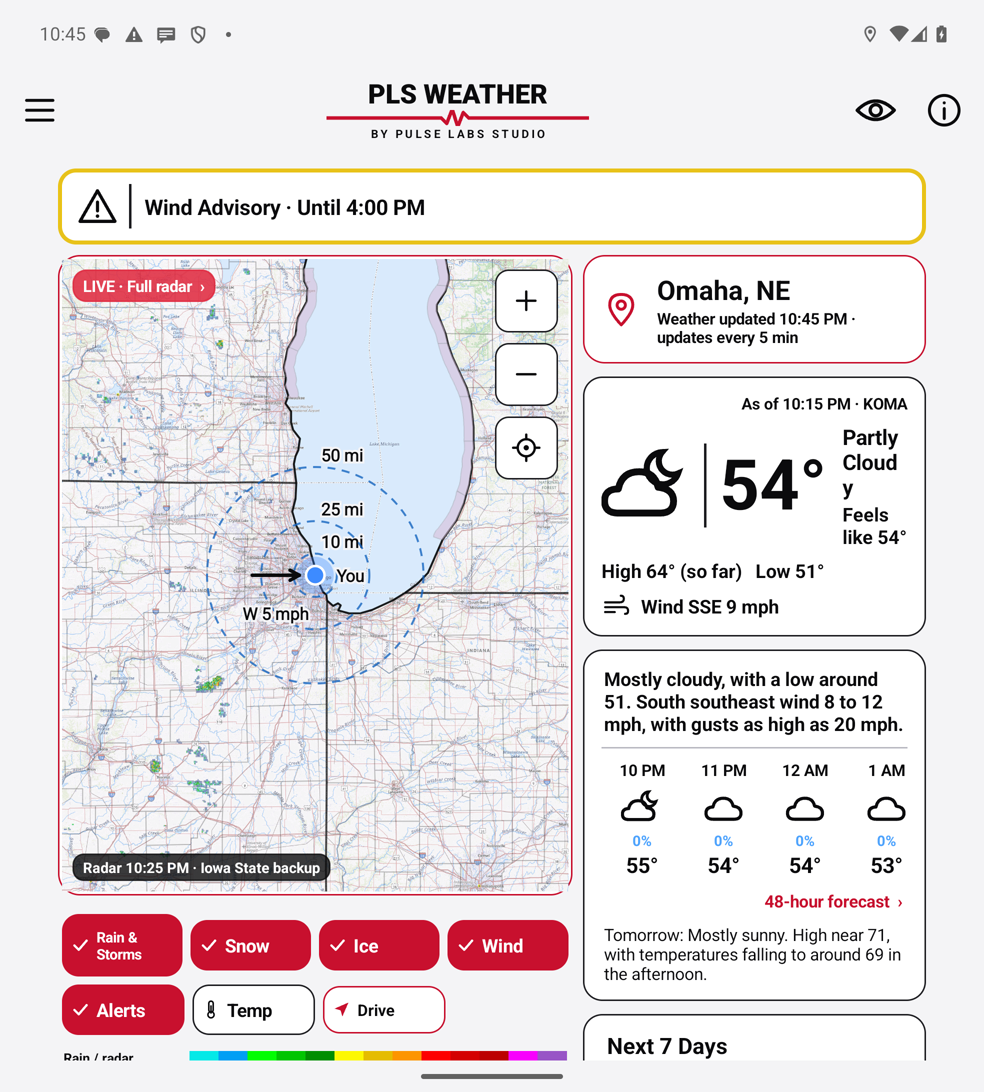 10:45
PLS WEATHER
BY PULSE LABS STUDIO
Wind Advisory · Until 4:00 PM
LIVE · Full radar ›
+
−
50 mi
25 mi
10 mi
You
W 5 mph
Lake Michigan
ILLINOIS
INDIANA
Radar 10:25 PM · Iowa State backup
Omaha, NE
Weather updated 10:45 PM ·
updates every 5 min
As of 10:15 PM · KOMA
54°
Partly
Cloud
y
Feels
like 54°
High 64° (so far) Low 51°
Wind SSE 9 mph
Mostly cloudy, with a low around
51. South southeast wind 8 to 12
mph, with gusts as high as 20 mph.
10 PM 11 PM 12 AM 1 AM
0% 0% 0% 0%
55° 54° 54° 53°
48-hour forecast ›
Tomorrow: Mostly sunny. High near 71,
with temperatures falling to around 69 in
the afternoon.
Next 7 Days
Rain &
Storms
Snow
Ice
Wind
Alerts
Temp
Drive
Rain / radar